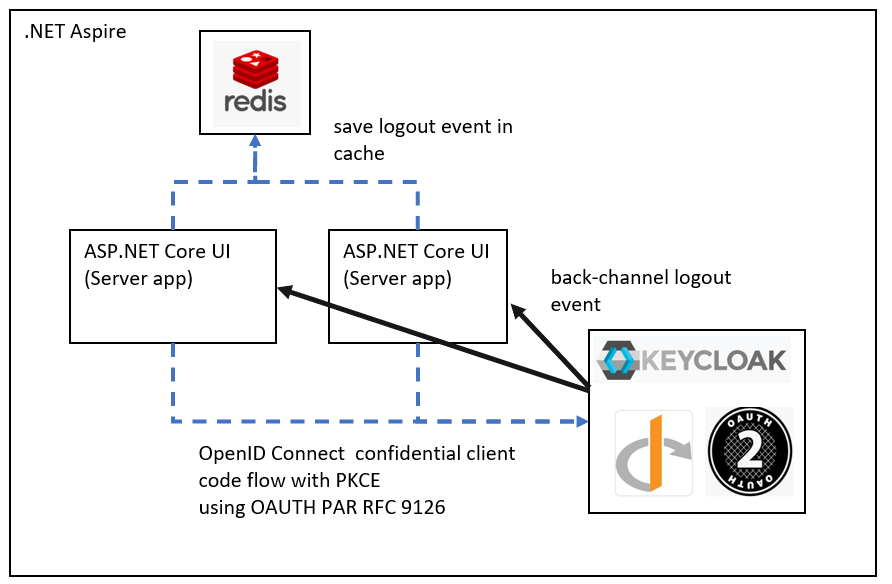 .NET Aspire
redis
save logout event in
cache
ASP.NET Core UI
(Server app)
ASP.NET Core UI
(Server app)
back-channel logout
event
KEYCLOAK
OAUTH
2
OAUTH
OpenID Connect  confidential client
code flow with PKCE
using OAUTH PAR RFC 9126